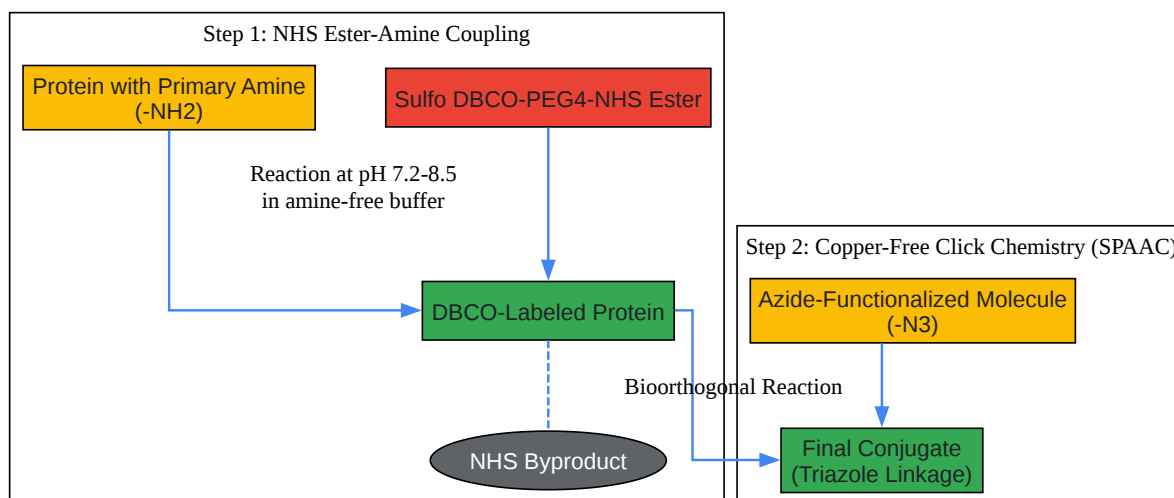 Step 1: NHS Ester-Amine Coupling
Protein with Primary Amine
(-NH2)
Sulfo DBCO-PEG4-NHS Ester
Reaction at pH 7.2-8.5
in amine-free buffer
DBCO-Labeled Protein
NHS Byproduct
Step 2: Copper-Free Click Chemistry (SPAAC)
Azide-Functionalized Molecule
(-N3)
Bioorthogonal Reaction
Final Conjugate
(Triazole Linkage)